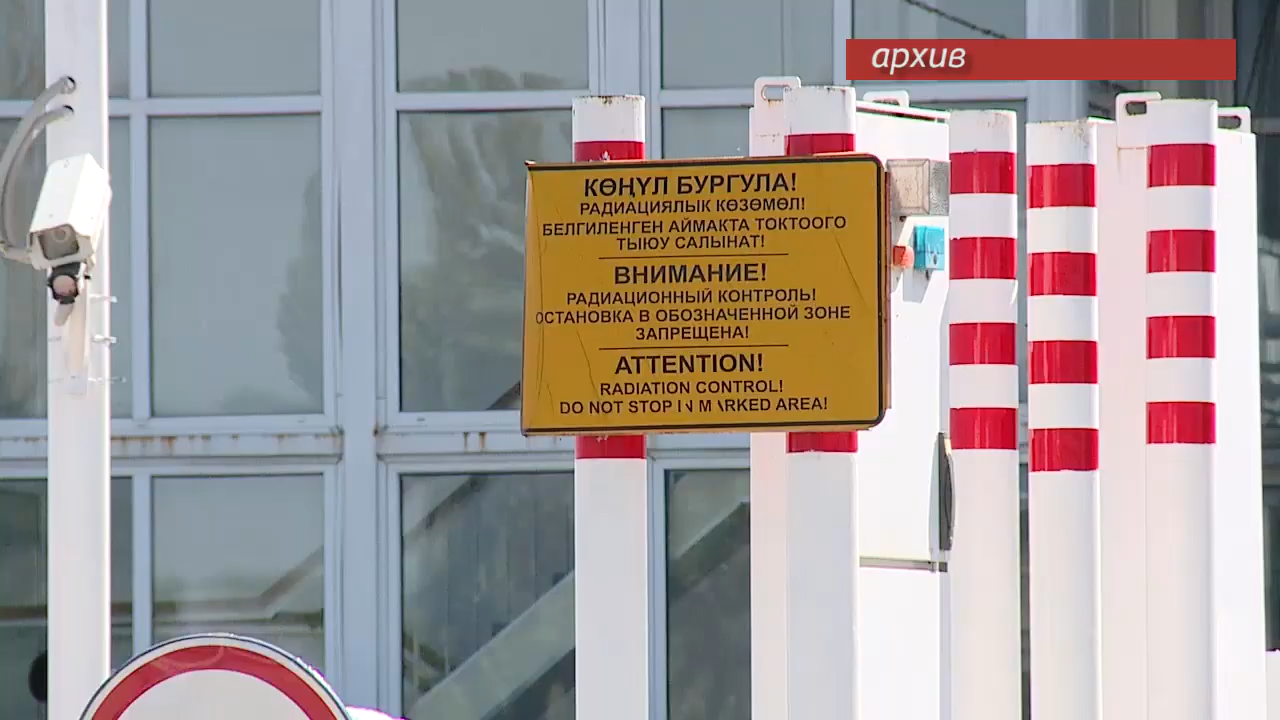 архив
КӨҢҮЛ БУРГУЛА!
РАДИАЦИЯЛЫК КӨЗӨМӨЛ!
БЕЛГИЛЕНГЕН АЙМАКТА ТОКТООГО
ТЫЮУ САЛЫНАТ!
ВНИМАНИЕ!
РАДИАЦИОННЫЙ КОНТРОЛЬ!
ОСТАНОВКА В ОБОЗНАЧЕННОЙ ЗОНЕ
ЗАПРЕЩЕНА!
ATTENTION!
RADIATION CONTROL!
DO NOT STOP IN MARKED AREA!